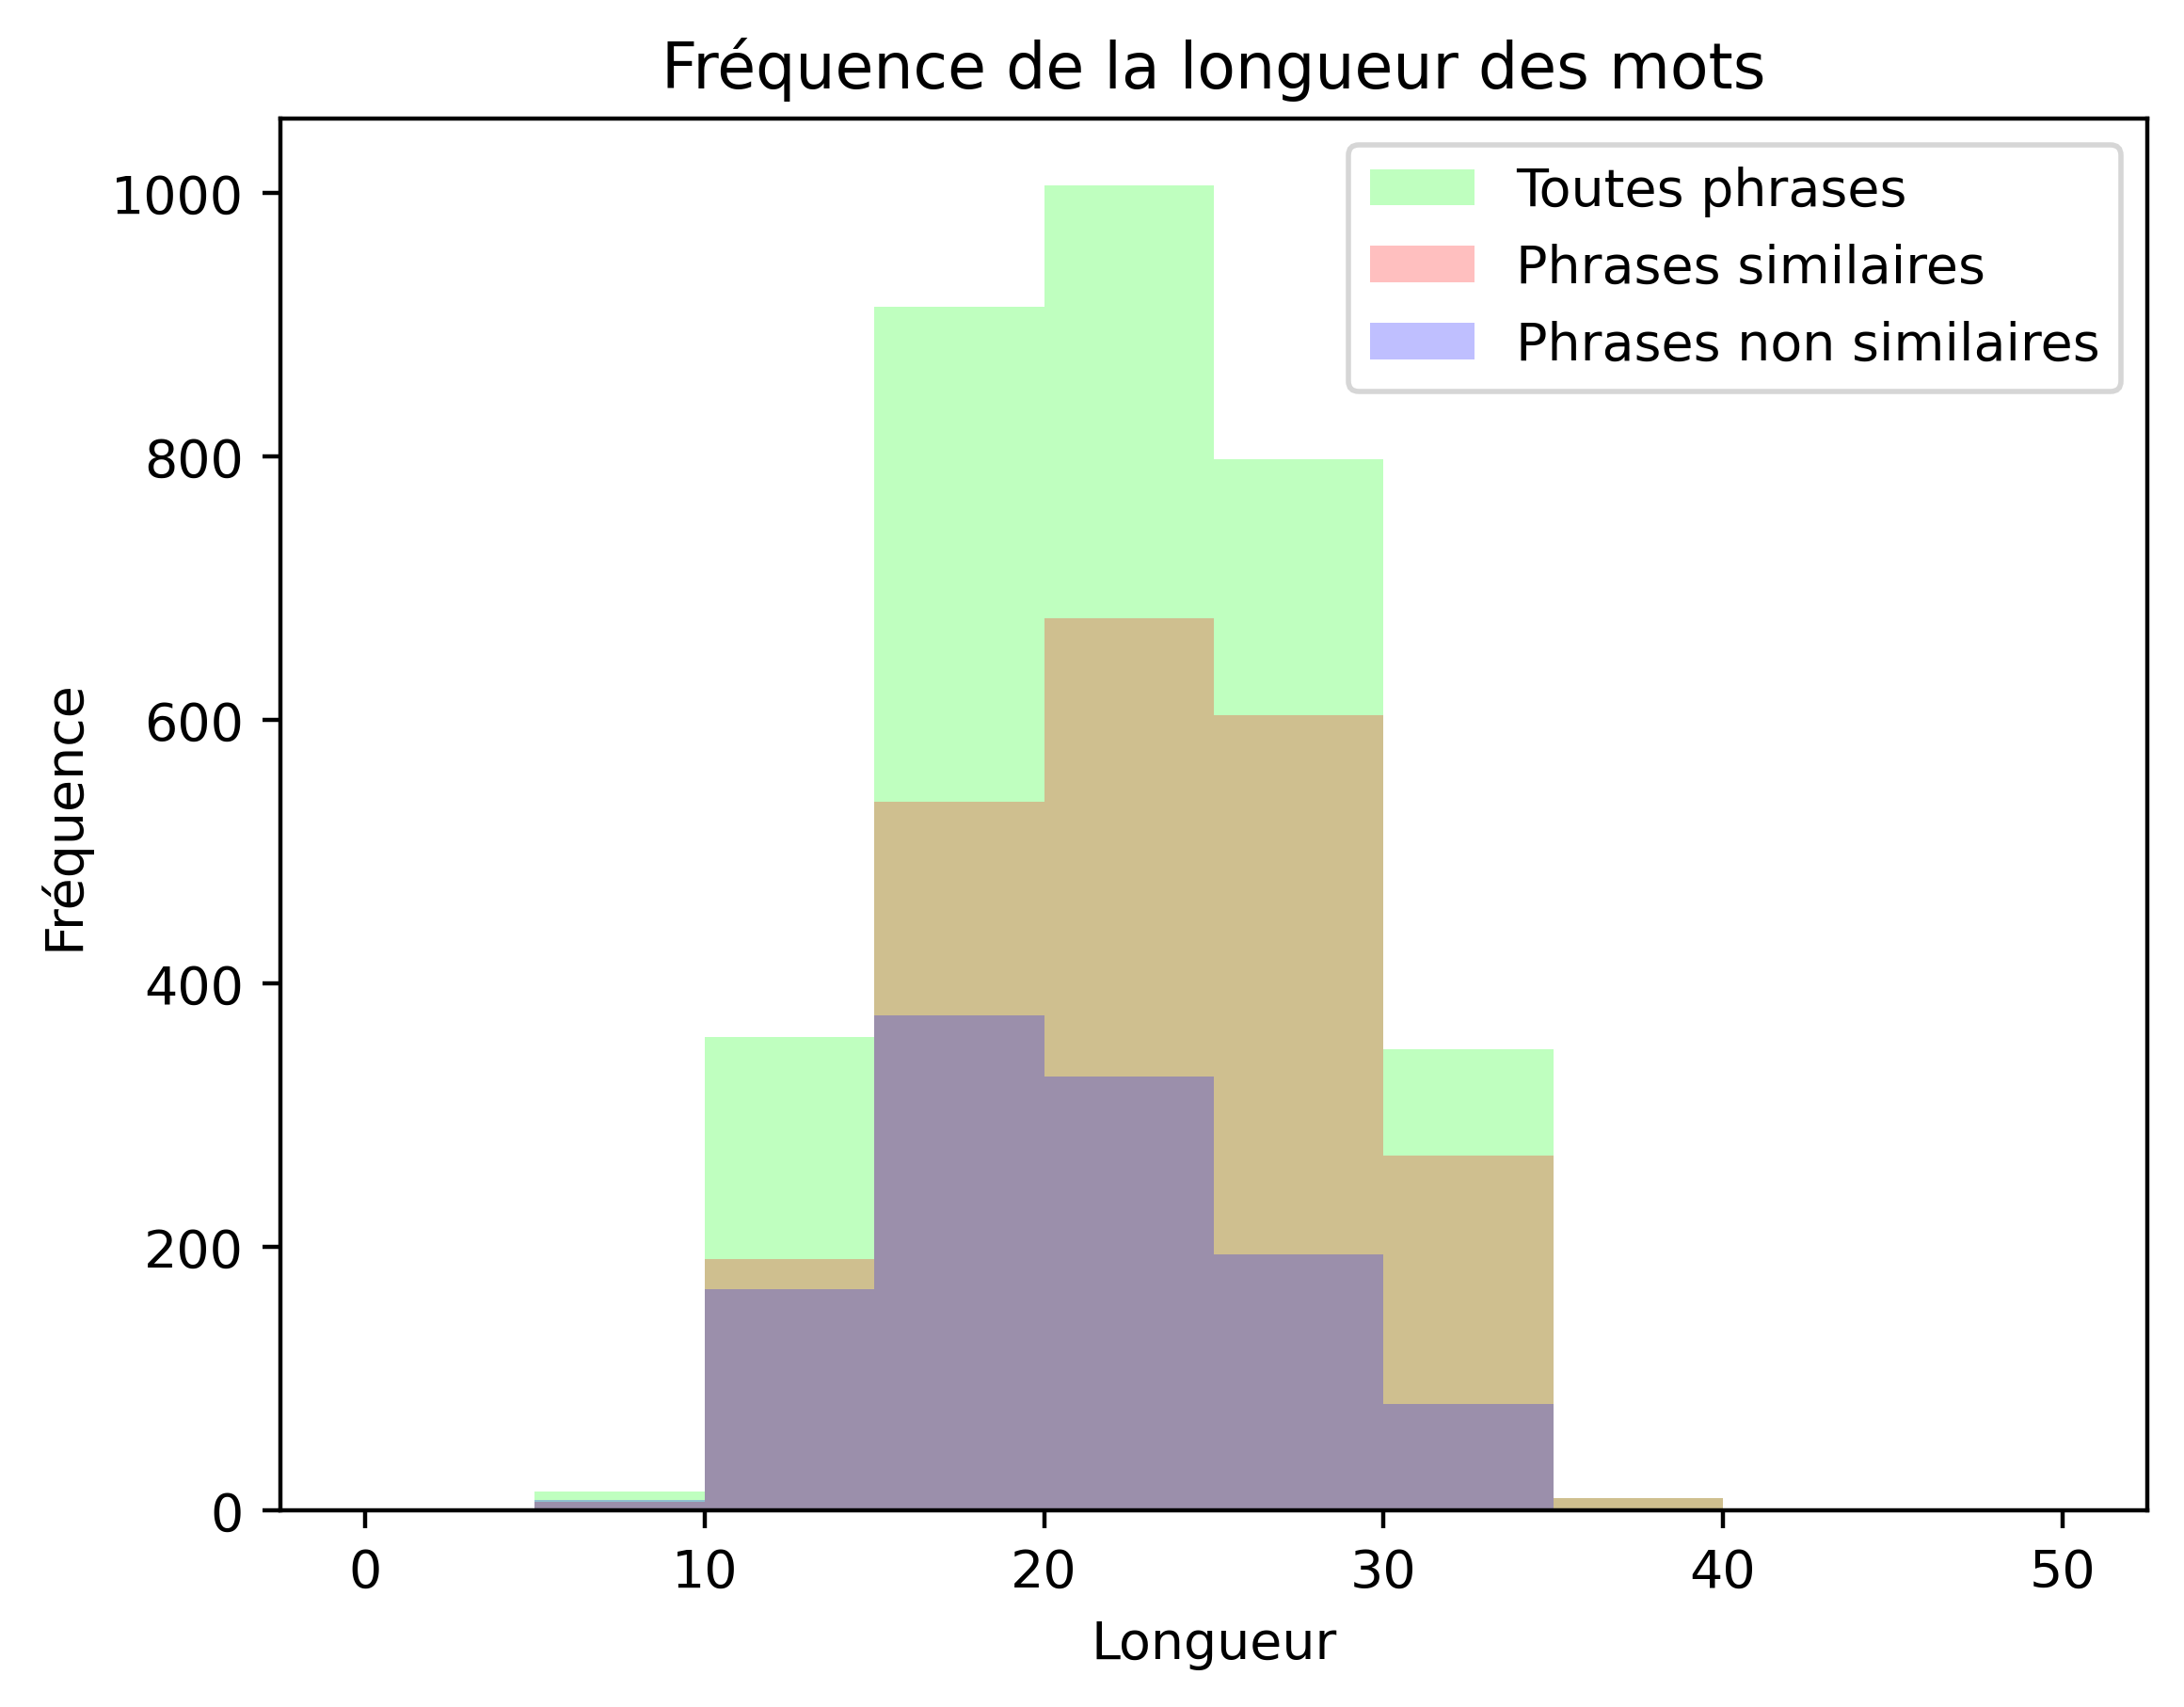 Fréquence de la longueur des mots
Toutes phrases
Phrases similaires
Phrases non similaires
Fréquence
1000
800
600
400
200
0
0 10 20 30 40 50
Longueur